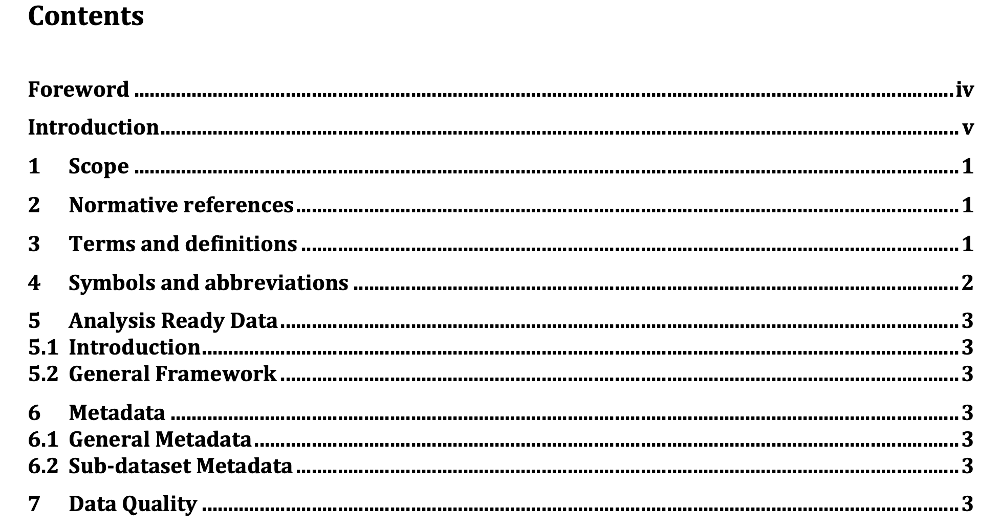 Contents
Foreword ........................................ iv
Introduction ........................................ v
1 Scope ........................................ 1
2 Normative references ........................................ 1
3 Terms and definitions ........................................ 1
4 Symbols and abbreviations ........................................ 2
5 Analysis Ready Data ........................................ 3
5.1 Introduction ........................................ 3
5.2 General Framework ........................................ 3
6 Metadata ........................................ 3
6.1 General Metadata ........................................ 3
6.2 Sub-dataset Metadata ........................................ 3
7 Data Quality ........................................ 3